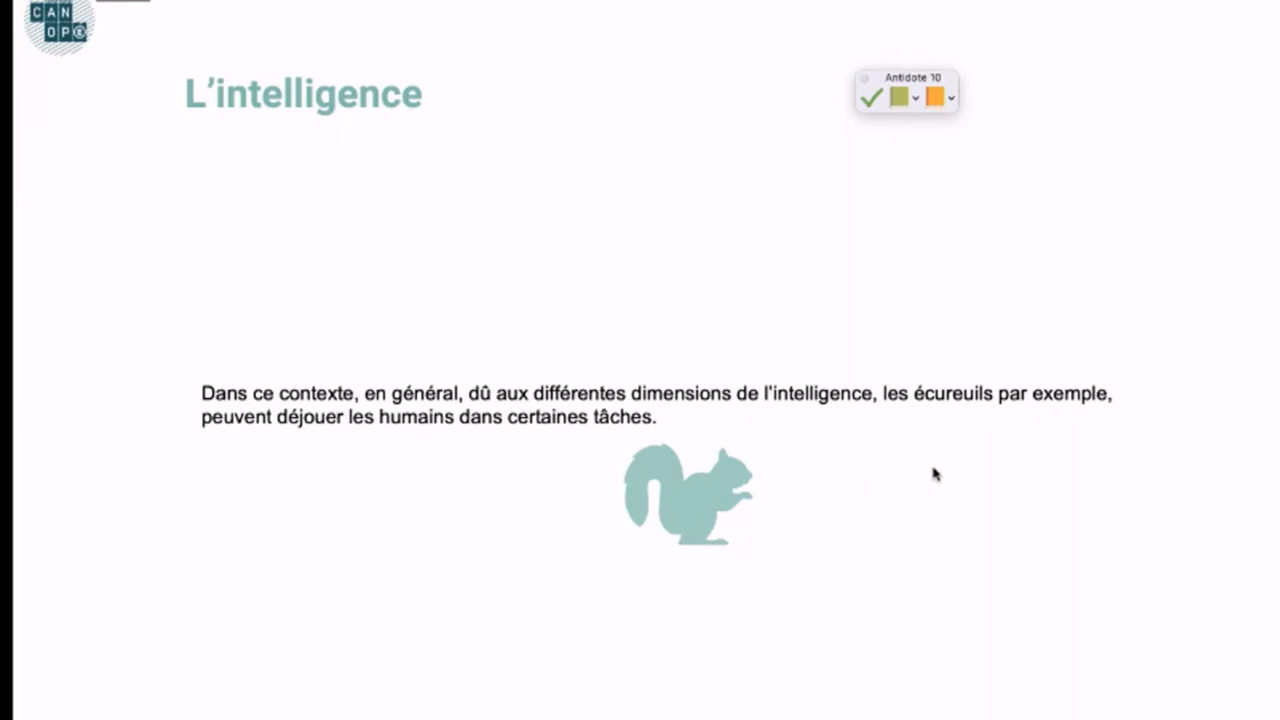 CAN
OPÉ
L’intelligence
Antidote 10
Dans ce contexte, en général, dû aux différentes dimensions de l’intelligence, les écureuils par exemple,
peuvent déjouer les humains dans certaines tâches.